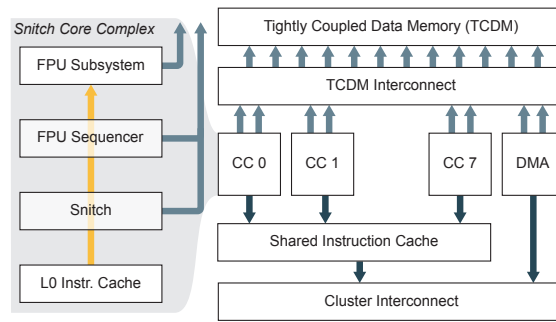 Snitch Core Complex
FPU Subsystem
FPU Sequencer
Snitch
L0 Instr. Cache
Tightly Coupled Data Memory (TCDM)
TCDM Interconnect
CC 0
CC 1
CC 7
DMA
Shared Instruction Cache
Cluster Interconnect